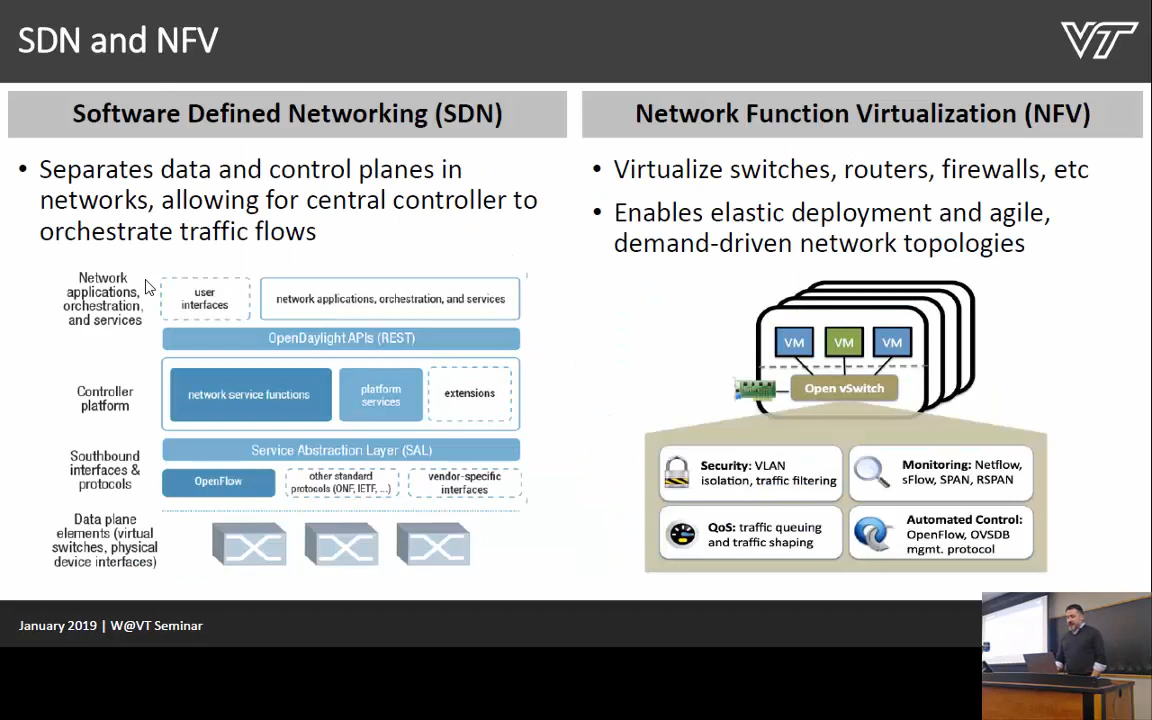 SDN and NFV
VT
Software Defined Networking (SDN)
• Separates data and control planes in
networks, allowing for central controller to
orchestrate traffic flows
Network
applications,
orchestration,
and services
user
interfaces
network applications, orchestration, and services
OpenDaylight APIs (REST)
Controller
platform
network service functions
platform
services
extensions
Service Abstraction Layer (SAL)
Southbound
interfaces &
protocols
OpenFlow
other standard
protocols (ONF, IETF, ...)
vendor-specific
interfaces
Data plane
elements (virtual
switches, physical
device interfaces)
Network Function Virtualization (NFV)
• Virtualize switches, routers, firewalls, etc
• Enables elastic deployment and agile,
demand-driven network topologies
VM VM VM
Open vSwitch
Security: VLAN
isolation, traffic filtering
Monitoring: Netflow,
sFlow, SPAN, RSPAN
QoS: traffic queuing
and traffic shaping
Automated Control:
OpenFlow, OVSDB
mgmt. protocol
January 2019 | W@VT Seminar